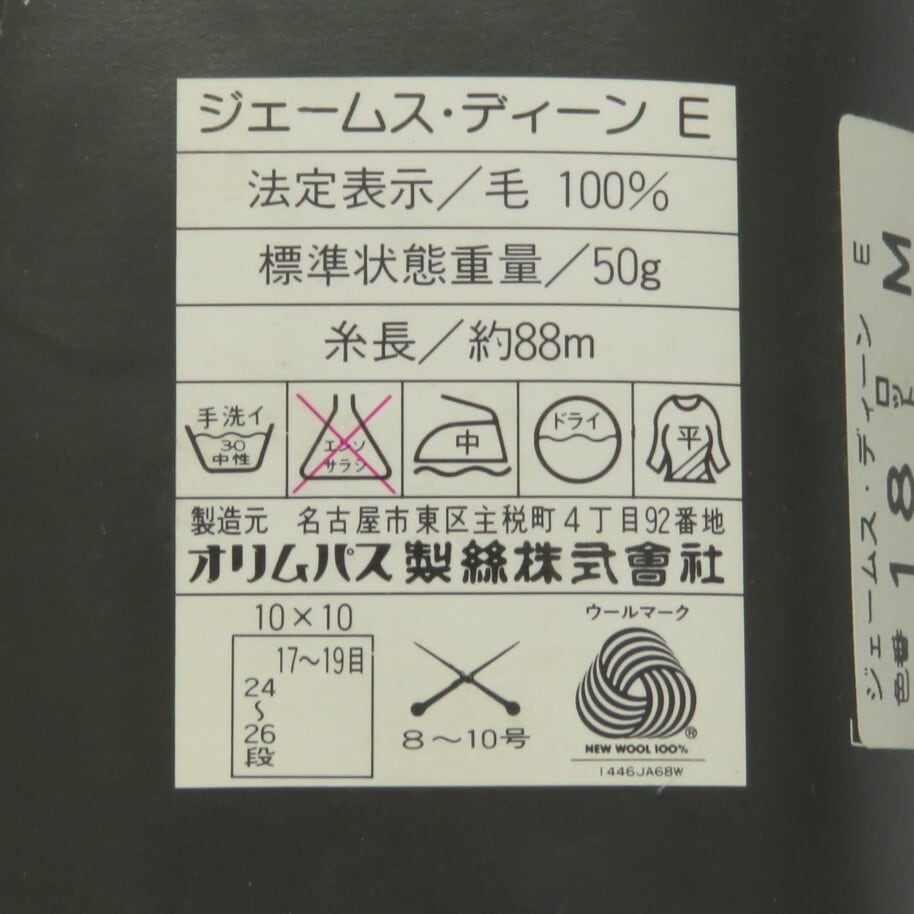 ジェームス・ディーン E
法定表示／毛 100%
標準状態重量／50g
糸長／約88m
手洗イ
30
中性
エンソ
サラシ
中
ドライ
平
製造元 名古屋市東区主税町4丁目92番地
オリムパス製絲株式會社
10×10
17〜19目
24
〜
26
段
8〜10号
ウールマーク
®
NEW WOOL 100%
1446JA68W
ジェームス・ディーン E
色番 18 ロット M